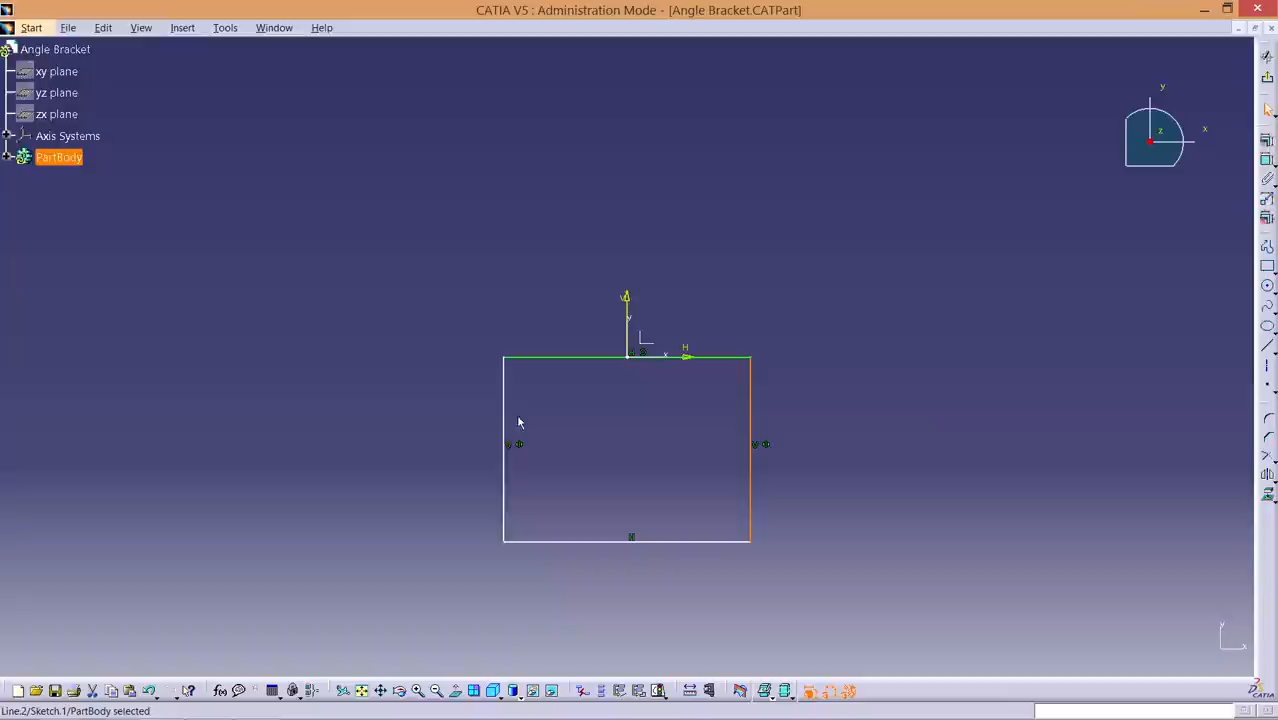 CATIA V5 : Administration Mode - [Angle Bracket.CATPart]
Start File Edit View Insert Tools Window Help
Angle Bracket
xy plane
yz plane
zx plane
Axis Systems
PartBody
y
x
z
V
y
H
x
H
V
V
H
y
x
Line.2/Sketch.1/PartBody selected